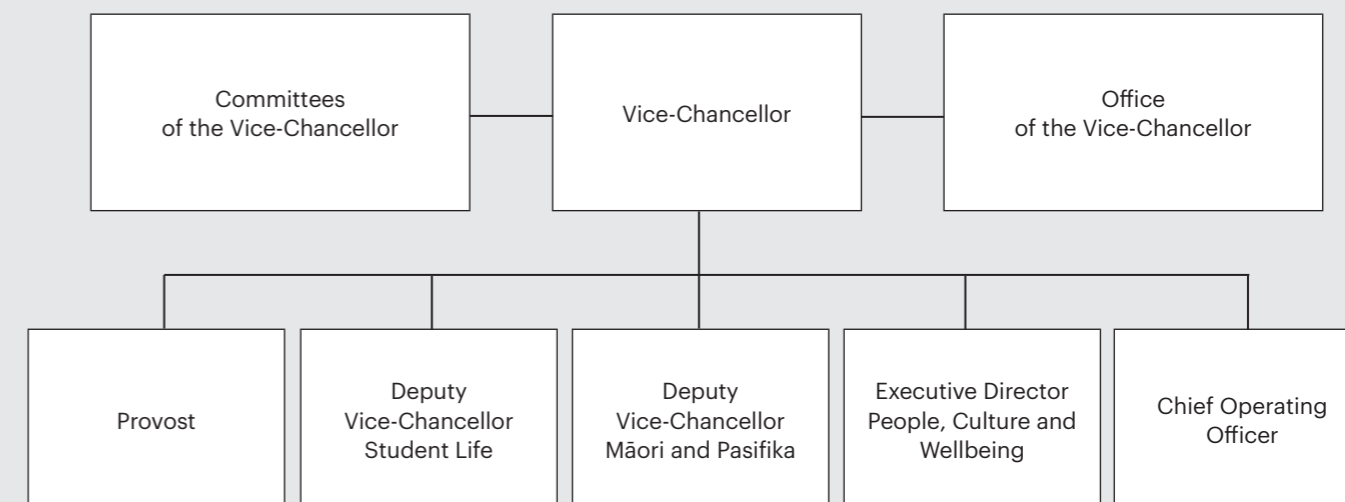 Committees
of the Vice-Chancellor
Vice-Chancellor
Office
of the Vice-Chancellor
Provost
Deputy
Vice-Chancellor
Student Life
Deputy
Vice-Chancellor
Māori and Pasifika
Executive Director
People, Culture and
Wellbeing
Chief Operating
Officer